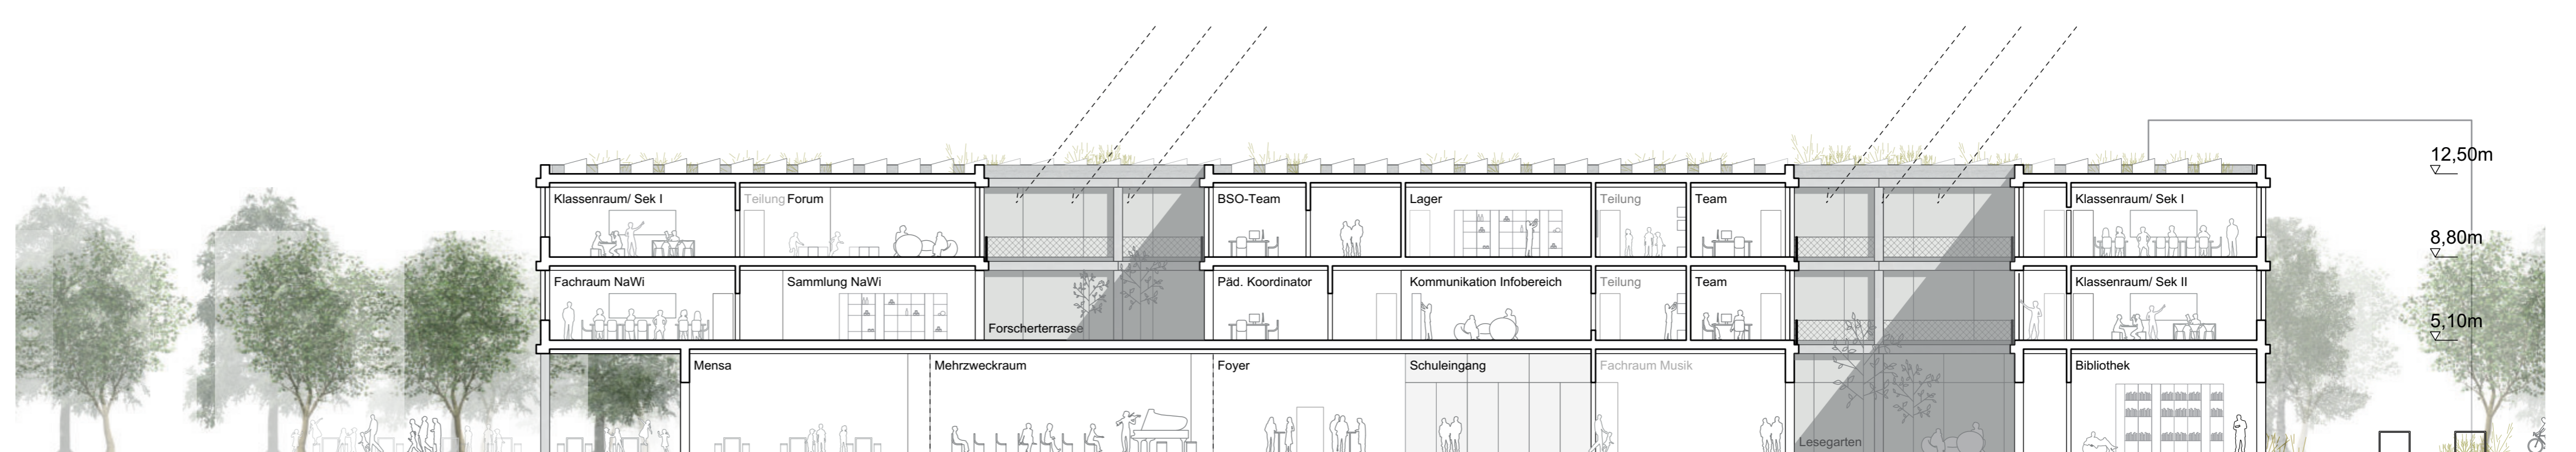 12,50m
Klassenraum/ Sek I
Teilung Forum
BSO-Team
Lager
Teilung
Team
Klassenraum/ Sek I
8,80m
Fachraum NaWi
Sammlung NaWi
Päd. Koordinator
Kommunikation Infobereich
Teilung
Team
Klassenraum/ Sek II
Forscherterrasse
5,10m
Mensa
Mehrzweckraum
Foyer
Schuleingang
Fachraum Musik
Bibliothek
Lesegarten